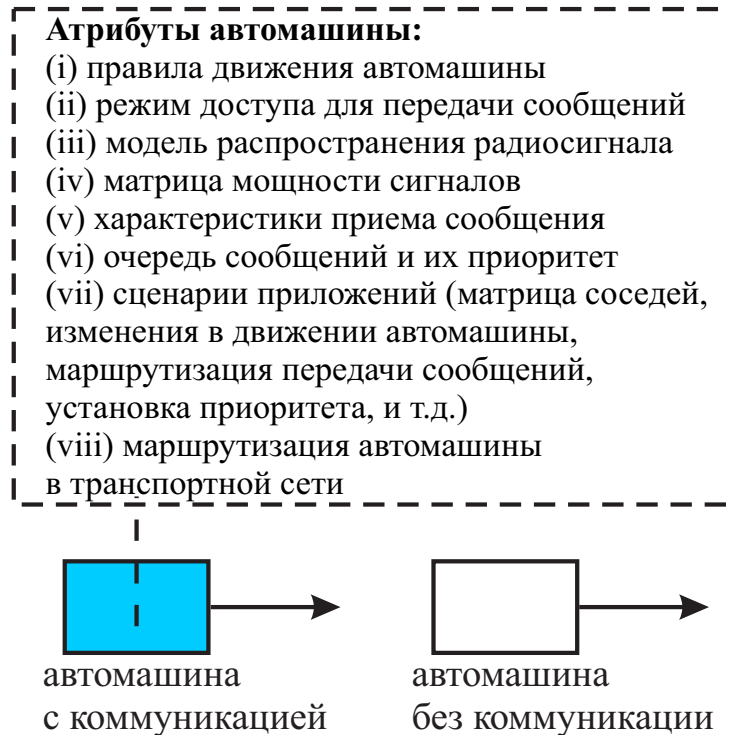 Атрибуты автомашины:
(i) правила движения автомашины
(ii) режим доступа для передачи сообщений
(iii) модель распространения радиосигнала
(iv) матрица мощности сигналов
(v) характеристики приема сообщения
(vi) очередь сообщений и их приоритет
(vii) сценарии приложений (матрица соседей,
изменения в движении автомашины,
маршрутизация передачи сообщений,
установка приоритета, и т.д.)
(viii) маршрутизация автомашины
в транспортной сети
автомашина
с коммуникацией
автомашина
без коммуникации